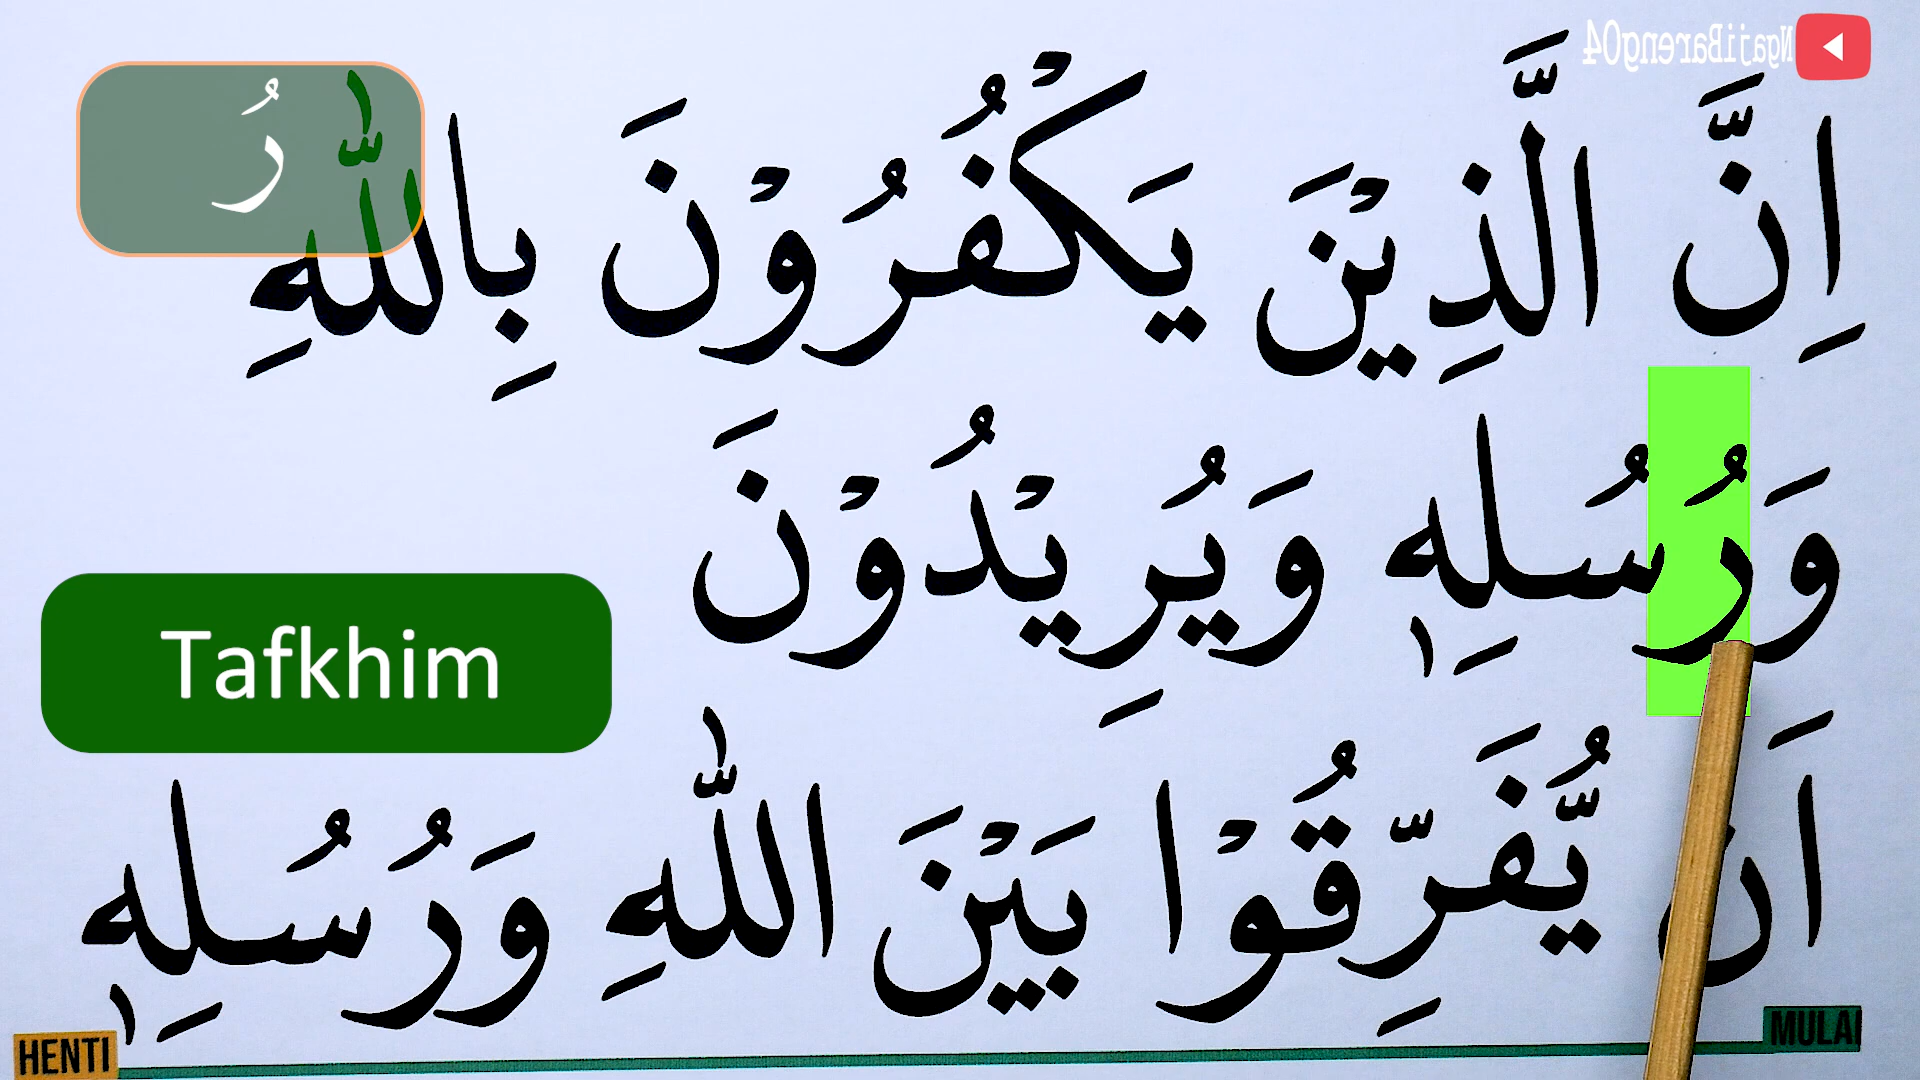 NgajiBareng04
رُ
اِنَّ الَّذِيْنَ يَكْفُرُوْنَ بِاللّٰهِ
وَرُسُلِهٖ وَيُرِيْدُوْنَ
Tafkhim
اَنْ يُّفَرِّقُوْا بَيْنَ اللّٰهِ وَرُسُلِهٖ
HENTI
MULAI